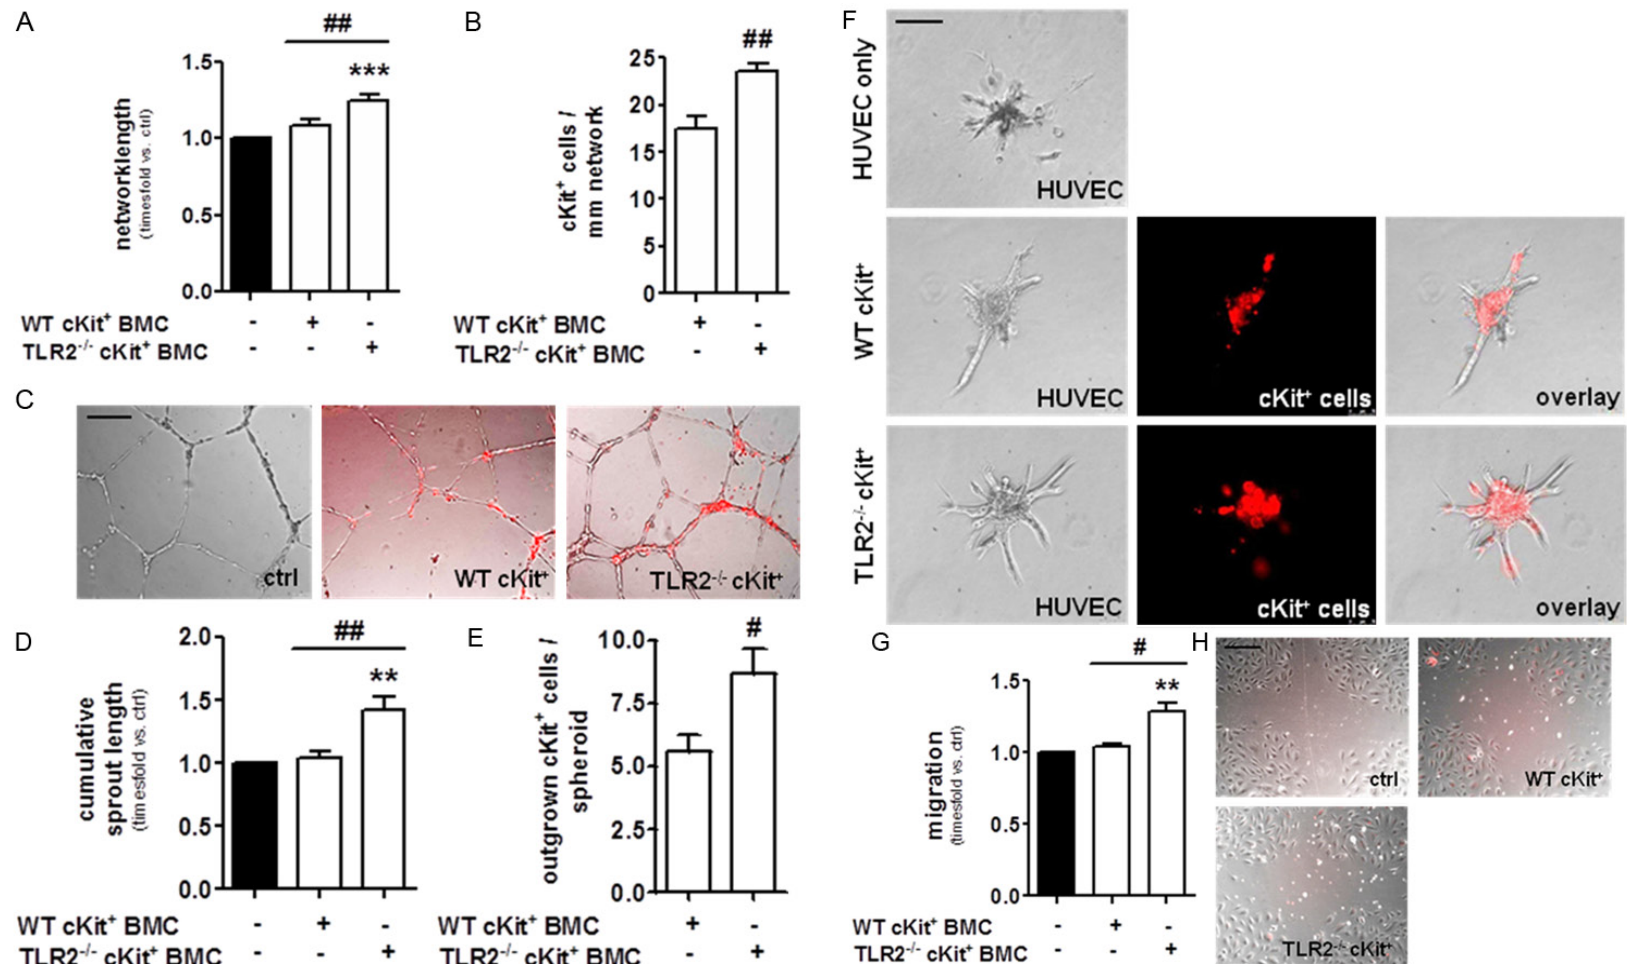 A
##
***
1.5
1.0
0.5
0.0
networklength
(timesfold vs. ctrl)
WT cKit⁺ BMC - + -
TLR2⁻/⁻ cKit⁺ BMC - - +
B
##
25
20
15
10
5
0
cKit⁺ cells /
mm network
WT cKit⁺ BMC + -
TLR2⁻/⁻ cKit⁺ BMC - +
C
ctrl
WT cKit⁺
TLR2⁻/⁻ cKit⁺
D
##
**
2.0
1.5
1.0
0.5
0.0
cumulative
sprout length
(timesfold vs. ctrl)
WT cKit⁺ BMC - + -
TLR2⁻/⁻ cKit⁺ BMC - - +
E
#
10.0
7.5
5.0
2.5
0.0
outgrown cKit⁺ cells /
spheroid
WT cKit⁺ BMC + -
TLR2⁻/⁻ cKit⁺ BMC - +
F
HUVEC only
HUVEC
WT cKit⁺
HUVEC
cKit⁺ cells
overlay
TLR2⁻/⁻ cKit⁺
HUVEC
cKit⁺ cells
overlay
G
#
**
1.5
1.0
0.5
0.0
migration
(timesfold vs. ctrl)
WT cKit⁺ BMC - + -
TLR2⁻/⁻ cKit⁺ BMC - - +
H
ctrl
WT cKit⁺
TLR2⁻/⁻ cKit⁺